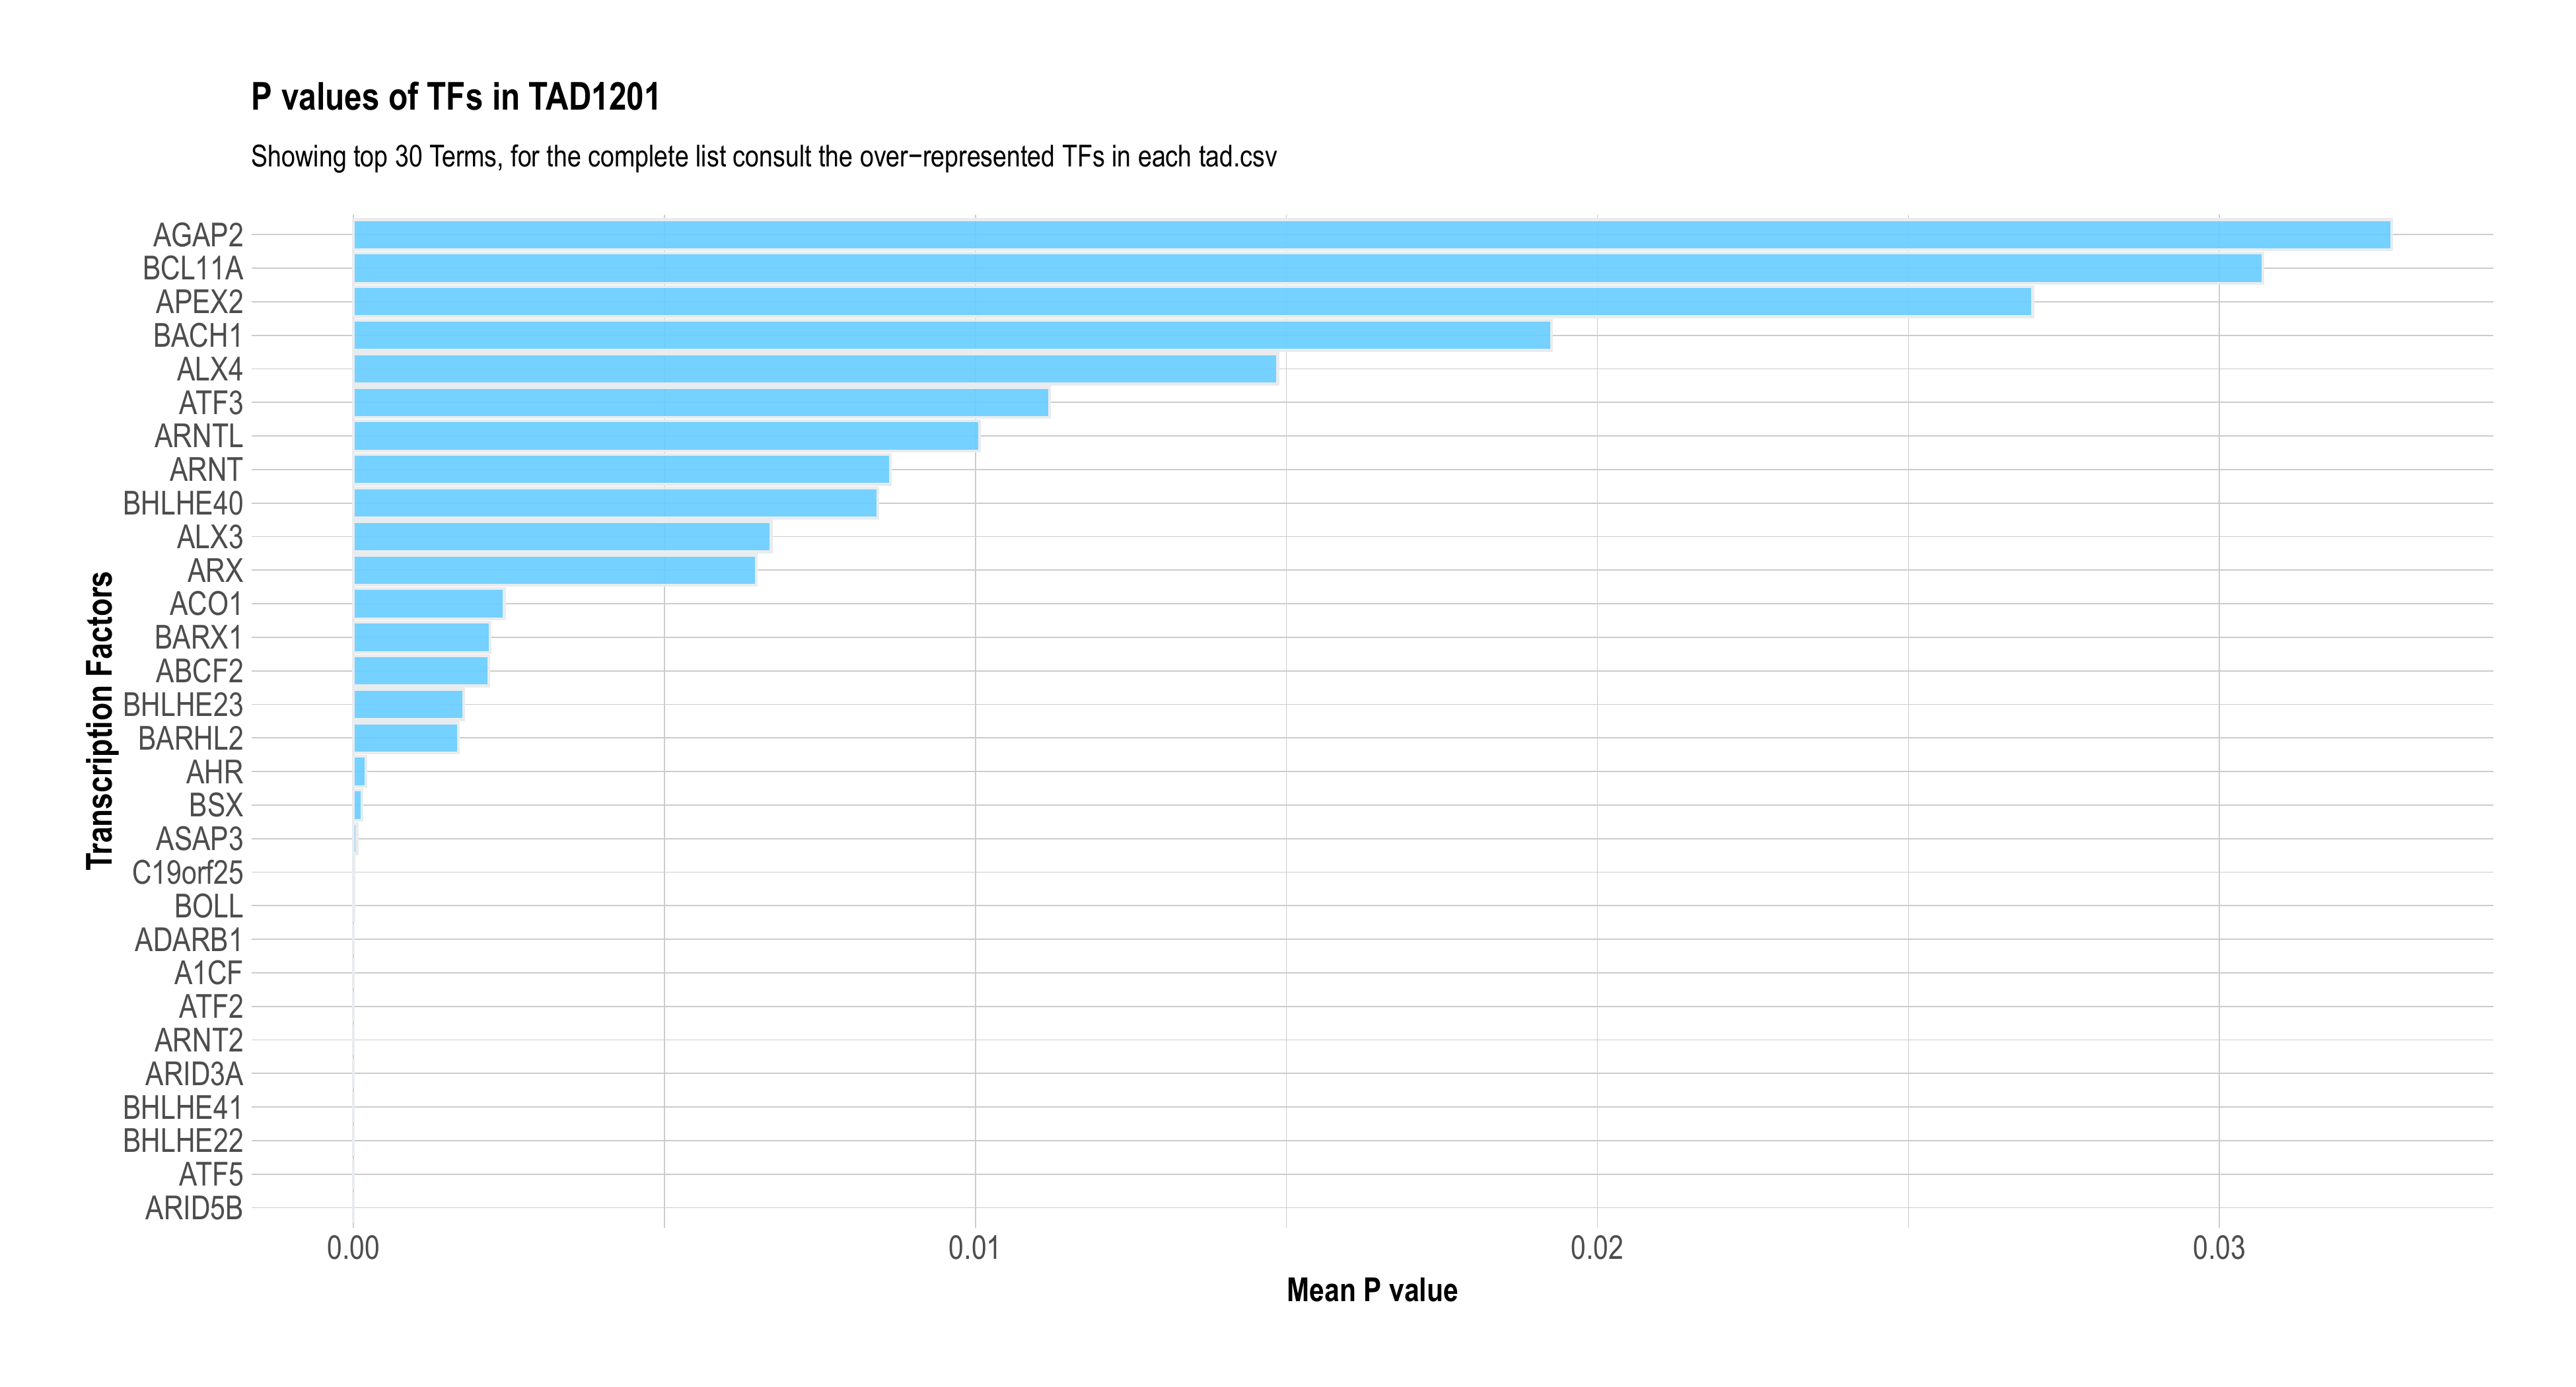 P values of TFs in TAD1201
Showing top 30 Terms, for the complete list consult the over−represented TFs in each tad.csv
Transcription Factors
AGAP2
BCL11A
APEX2
BACH1
ALX4
ATF3
ARNTL
ARNT
BHLHE40
ALX3
ARX
ACO1
BARX1
ABCF2
BHLHE23
BARHL2
AHR
BSX
ASAP3
C19orf25
BOLL
ADARB1
A1CF
ATF2
ARNT2
ARID3A
BHLHE41
BHLHE22
ATF5
ARID5B
0.00 0.01 0.02 0.03
Mean P value